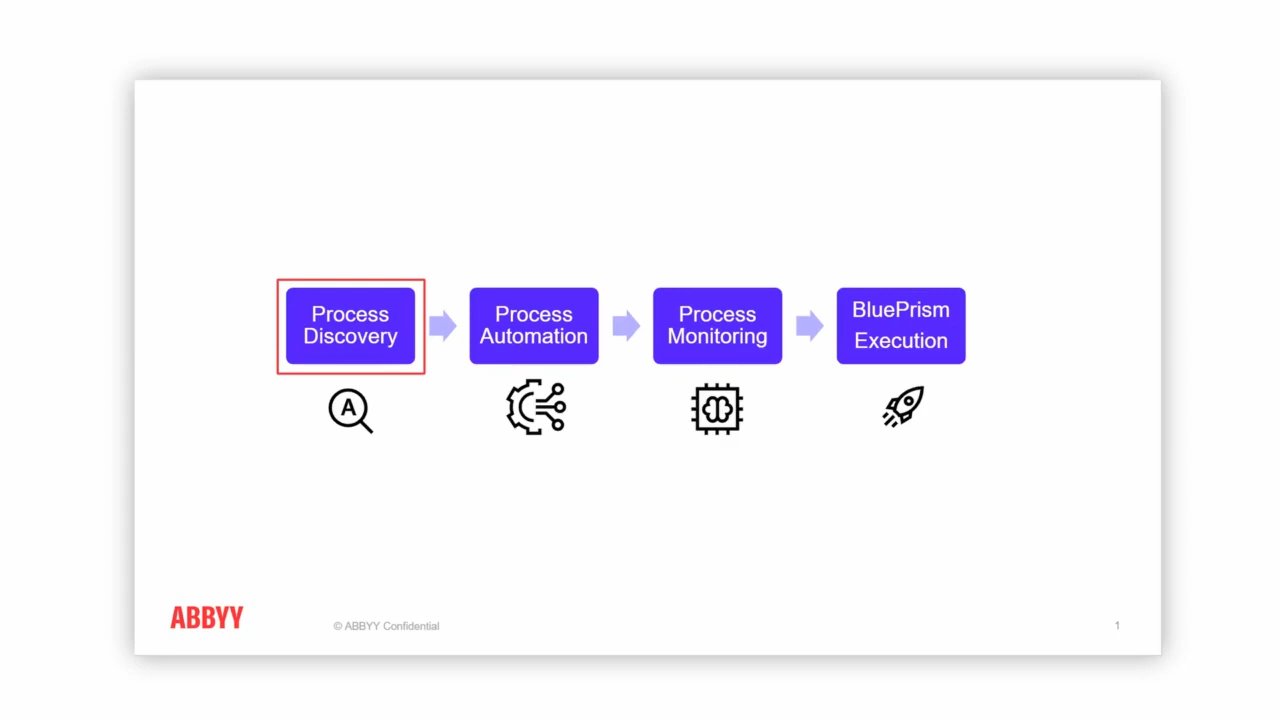 Process
Discovery
Process
Automation
Process
Monitoring
BluePrism
Execution
A
ABBYY
© ABBYY Confidential
1